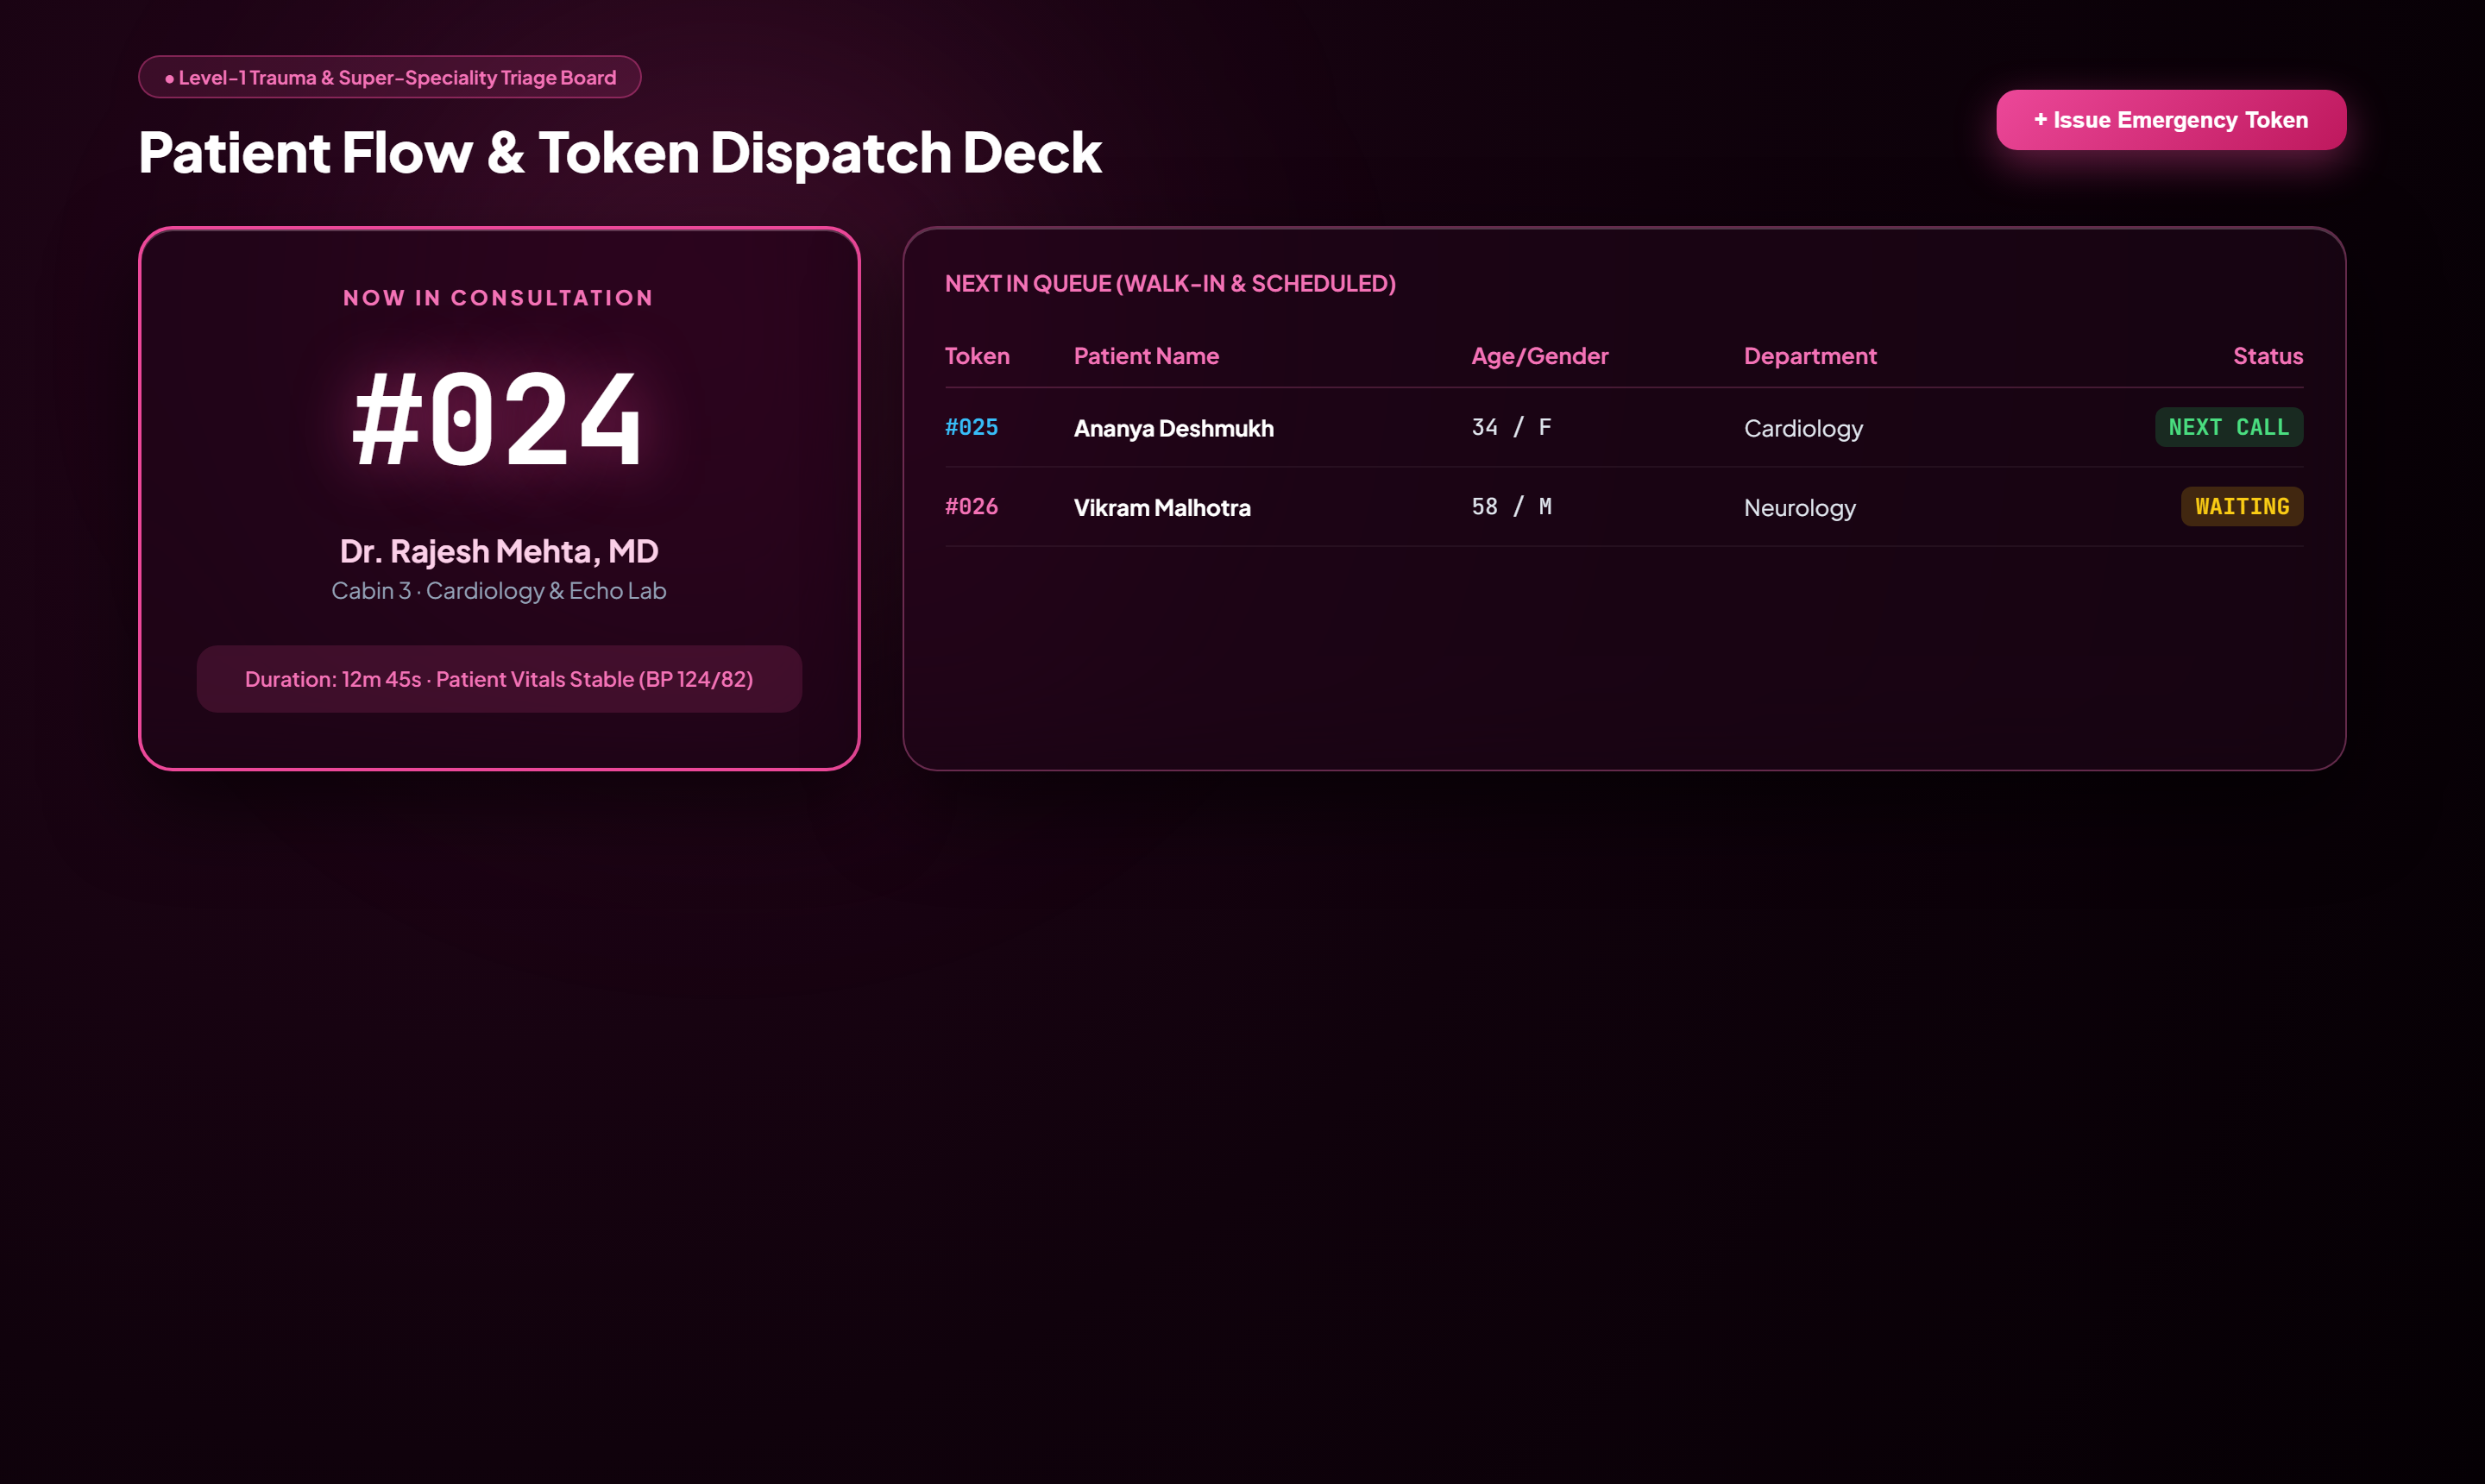 ● Level-1 Trauma & Super-Speciality Triage Board
Patient Flow & Token Dispatch Deck
+ Issue Emergency Token
NOW IN CONSULTATION
#024
Dr. Rajesh Mehta, MD
Cabin 3 · Cardiology & Echo Lab
Duration: 12m 45s · Patient Vitals Stable (BP 124/82)
NEXT IN QUEUE (WALK-IN & SCHEDULED)
Token Patient Name Age/Gender Department Status
#025 Ananya Deshmukh 34 / F Cardiology NEXT CALL
#026 Vikram Malhotra 58 / M Neurology WAITING